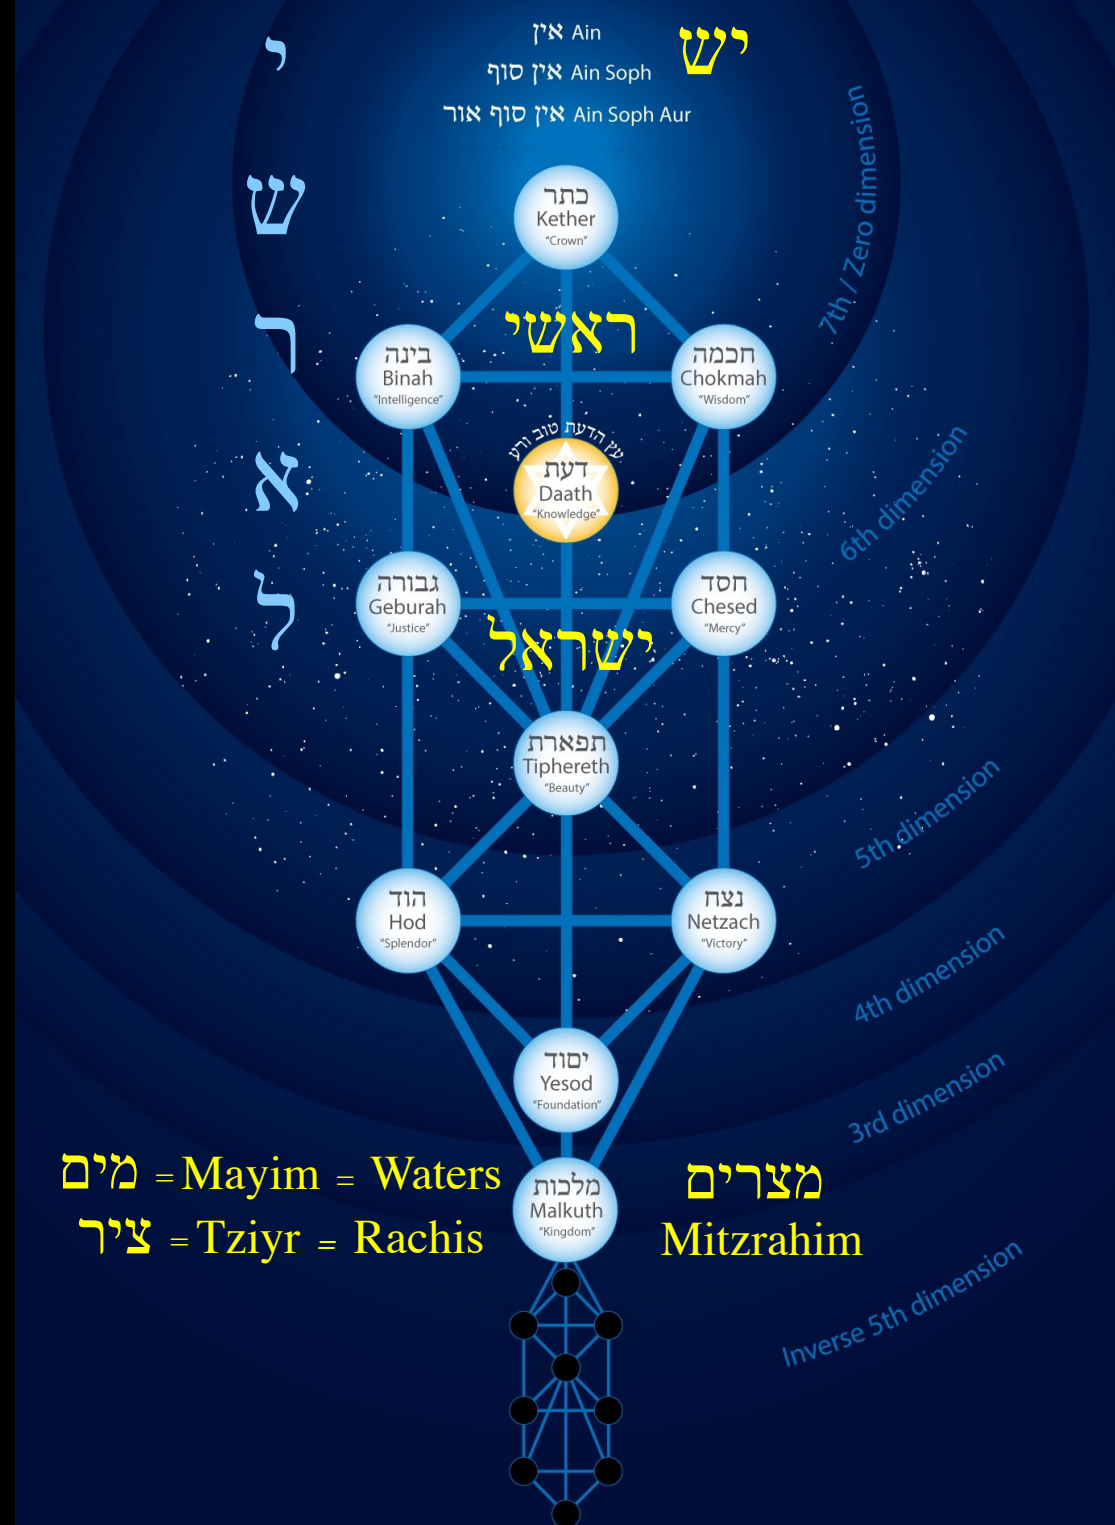 אין Ain
יש
אין סוף Ain Soph
אין סוף אור Ain Soph Aur
י
ש
ר
א
ל
7th / Zero dimension
כתר
Kether
“Crown”
ראשי
בינה
Binah
“Intelligence”
חכמה
Chokmah
“Wisdom”
עץ הדעת טוב ורע
דעת
Daath
“Knowledge”
6th dimension
גבורה
Geburah
“Justice”
חסד
Chesed
“Mercy”
ישראל
תפארת
Tiphereth
“Beauty”
5th dimension
הוד
Hod
“Splendor”
נצח
Netzach
“Victory”
4th dimension
יסוד
Yesod
“Foundation”
3rd dimension
מים = Mayim = Waters
ציר = Tziyr = Rachis
מלכות
Malkuth
“Kingdom”
מצרים
Mitzrahim
Inverse 5th dimension